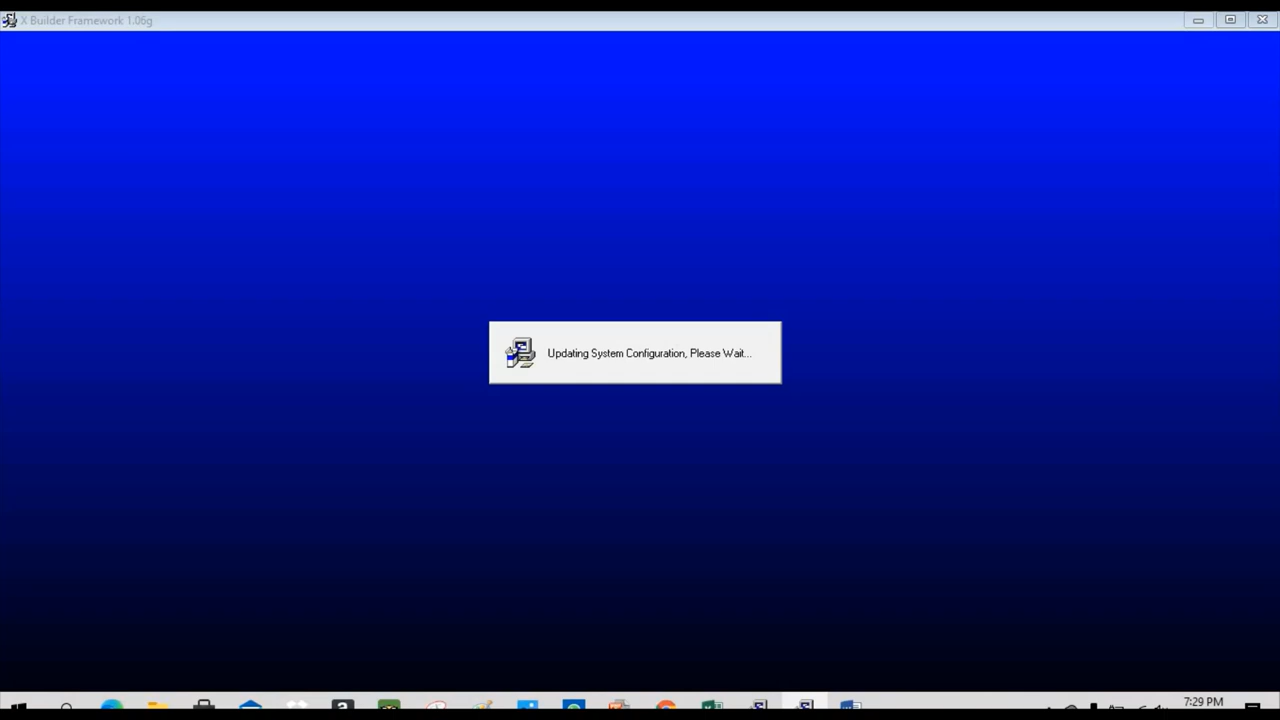 X Builder Framework 1.06g
Updating System Configuration, Please Wait...
7:29 PM